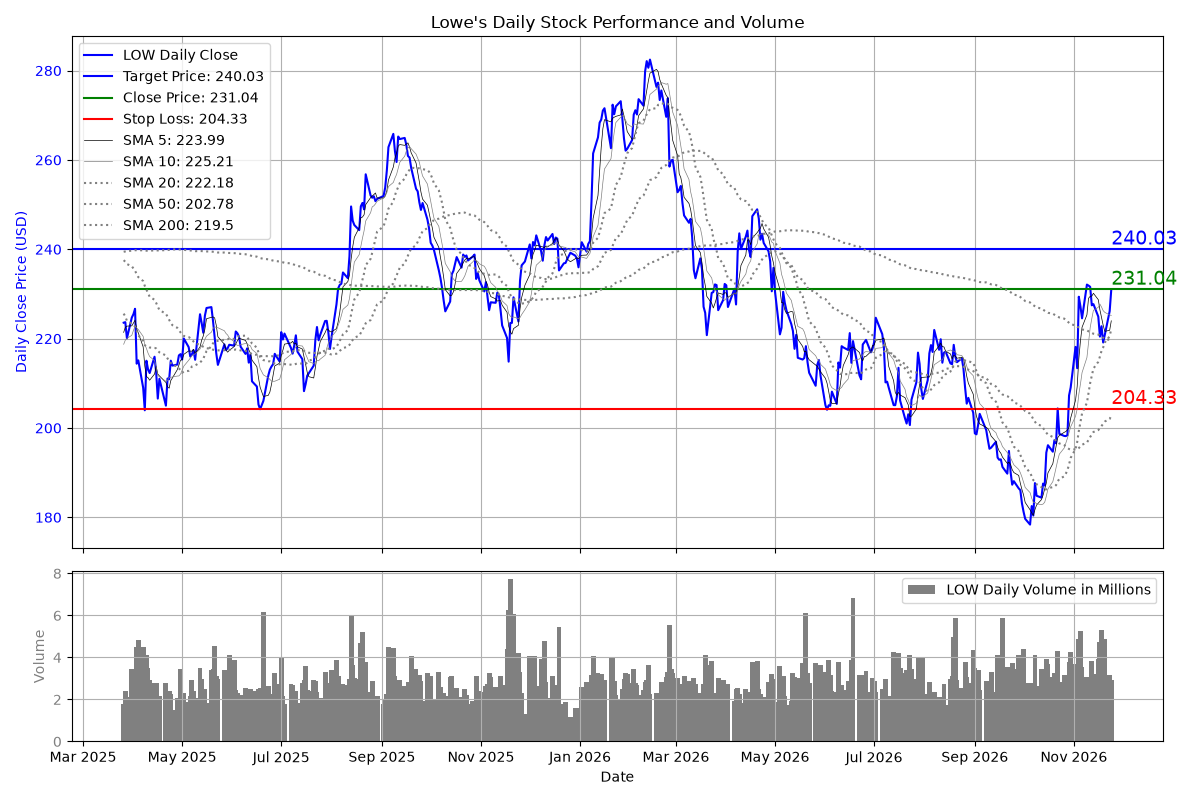 Lowe's Daily Stock Performance and Volume
LOW Daily Close
Target Price: 240.03
Close Price: 231.04
Stop Loss: 204.33
SMA 5: 223.99
SMA 10: 225.21
SMA 20: 222.18
SMA 50: 202.78
SMA 200: 219.5
280
260
240
220
200
180
Daily Close Price (USD)
240.03
231.04
204.33
LOW Daily Volume in Millions
8
6
4
2
0
Volume
Mar 2025 May 2025 Jul 2025 Sep 2025 Nov 2025 Jan 2026 Mar 2026 May 2026 Jul 2026 Sep 2026 Nov 2026
Date